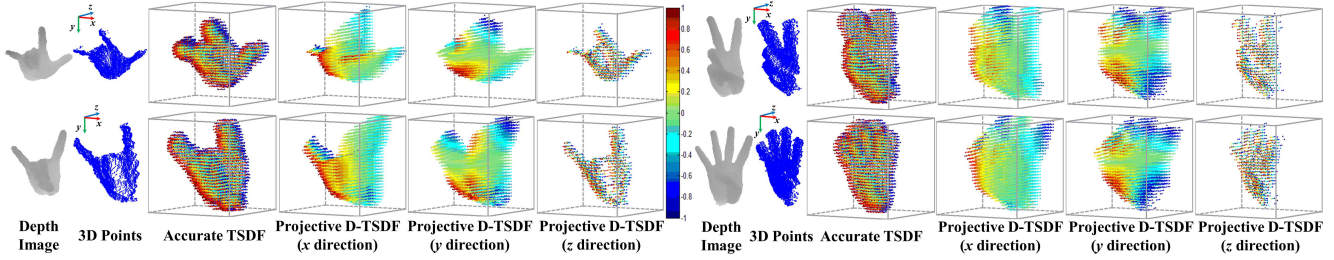 z
x
y
z
x
y
1
0.8
0.6
0.4
0.2
0
-0.2
-0.4
-0.6
-0.8
-1
z
x
y
z
x
y
Depth
Image
3D Points
Accurate TSDF
Projective D-TSDF
(x direction)
Projective D-TSDF
(y direction)
Projective D-TSDF
(z direction)
Depth
Image
3D Points
Accurate TSDF
Projective D-TSDF
(x direction)
Projective D-TSDF
(y direction)
Projective D-TSDF
(z direction)